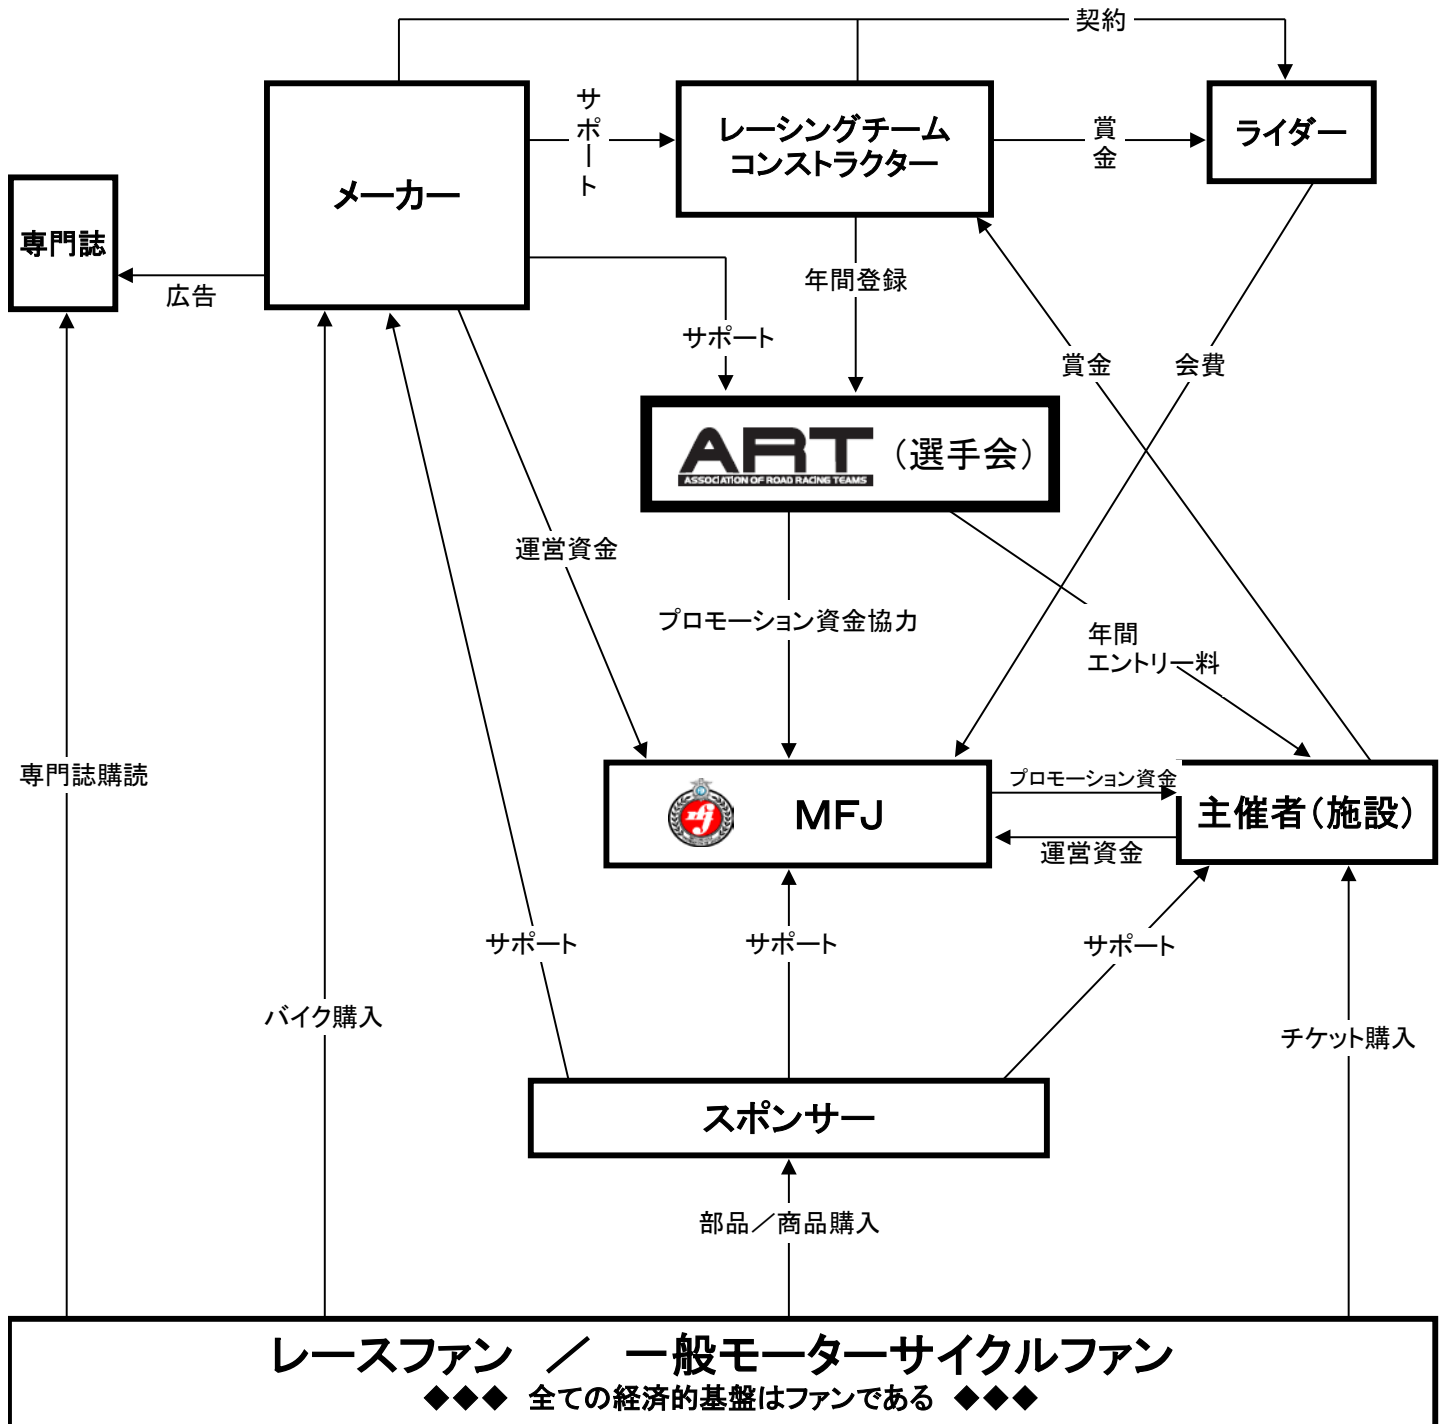 契約
メーカー
サポート
レーシングチーム
コンストラクター
賞金
ライダー
専門誌
広告
サポート
年間登録
賞金
会費
ART
ASSOCIATION OF ROAD RACING TEAMS
（選手会）
運営資金
プロモーション資金協力
年間
エントリー料
専門誌購読
MFJ
プロモーション資金
運営資金
主催者（施設）
サポート
サポート
サポート
バイク購入
チケット購入
スポンサー
部品／商品購入
レースファン ／ 一般モーターサイクルファン
◆◆◆ 全ての経済的基盤はファンである ◆◆◆